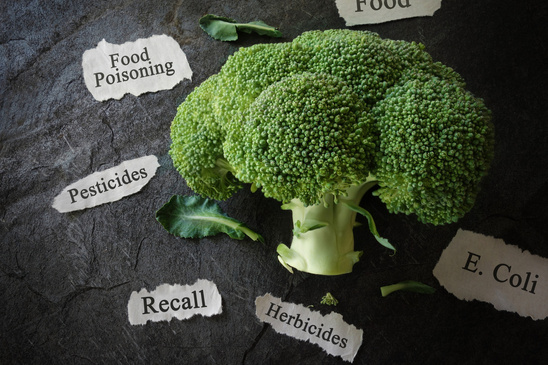 Food
Food
Poisoning
Pesticides
E. Coli
Recall
Herbicides